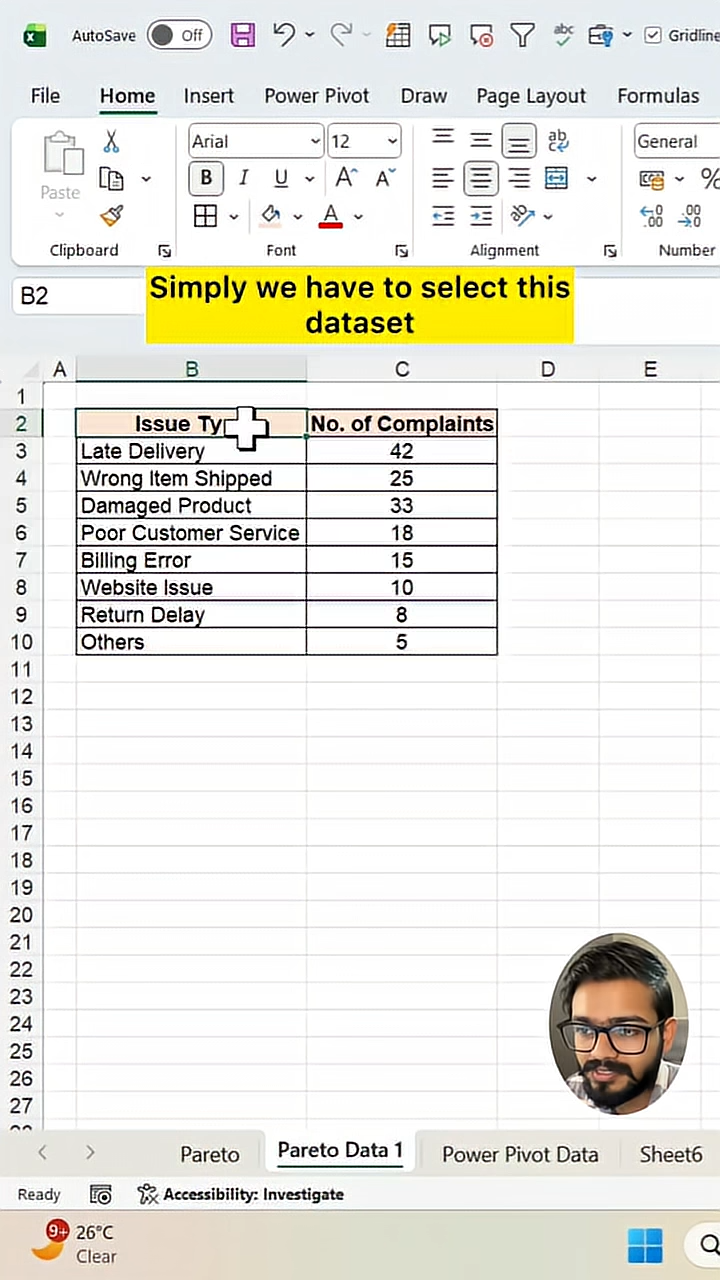 AutoSave Off abc Gridline
File Home Insert Power Pivot Draw Page Layout Formulas
Paste Arial 12 ab General
B I U A A A %
Clipboard Font Alignment Number
B2
Simply we have to select this
dataset
A B C D E
1
2 Issue Ty No. of Complaints
3 Late Delivery 42
4 Wrong Item Shipped 25
5 Damaged Product 33
6 Poor Customer Service 18
7 Billing Error 15
8 Website Issue 10
9 Return Delay 8
10 Others 5
11
12
13
14
15
16
17
18
19
20
21
22
23
24
25
26
27
Pareto Pareto Data 1 Power Pivot Data Sheet6
Ready Accessibility: Investigate
9+ 26°C
Clear